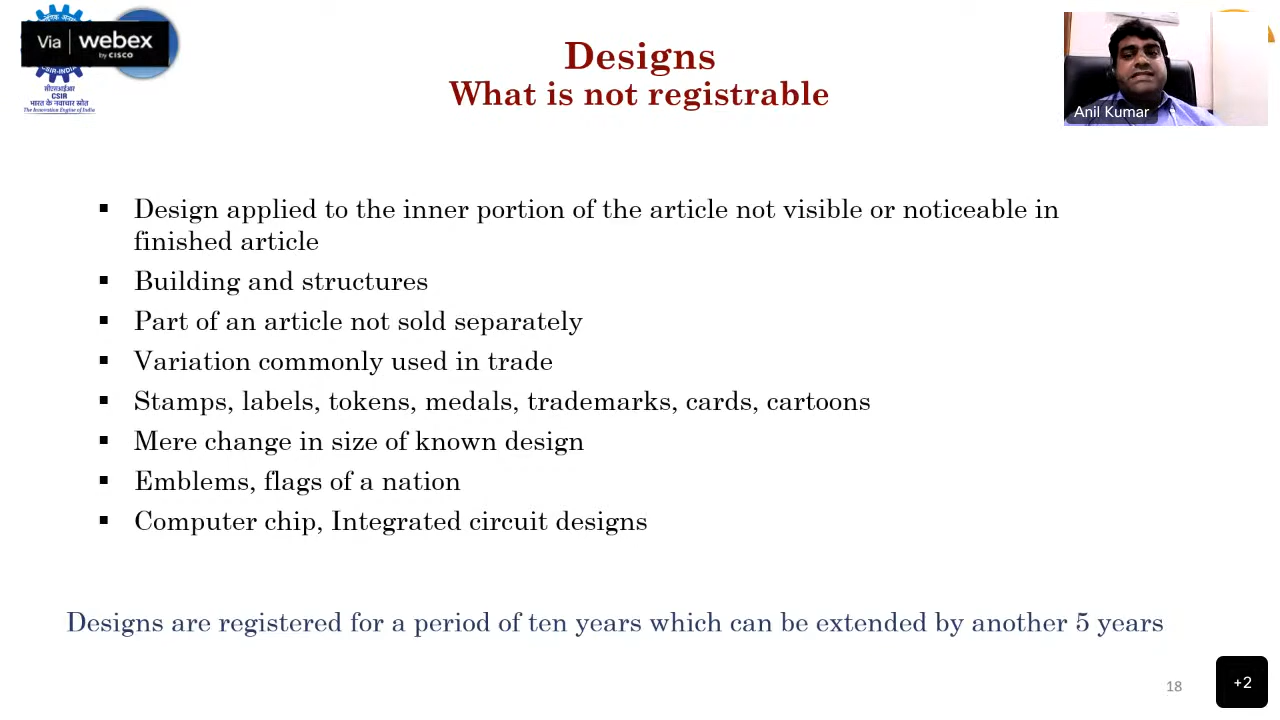 Via webex
by CISCO
CSIR-INDIA
सीएसआईआर
CSIR
भारत के नवाचार स्रोत
The Innovation Engine of India
Designs
What is not registrable
Anil Kumar
▪ Design applied to the inner portion of the article not visible or noticeable in
finished article
▪ Building and structures
▪ Part of an article not sold separately
▪ Variation commonly used in trade
▪ Stamps, labels, tokens, medals, trademarks, cards, cartoons
▪ Mere change in size of known design
▪ Emblems, flags of a nation
▪ Computer chip, Integrated circuit designs
Designs are registered for a period of ten years which can be extended by another 5 years
18
+2